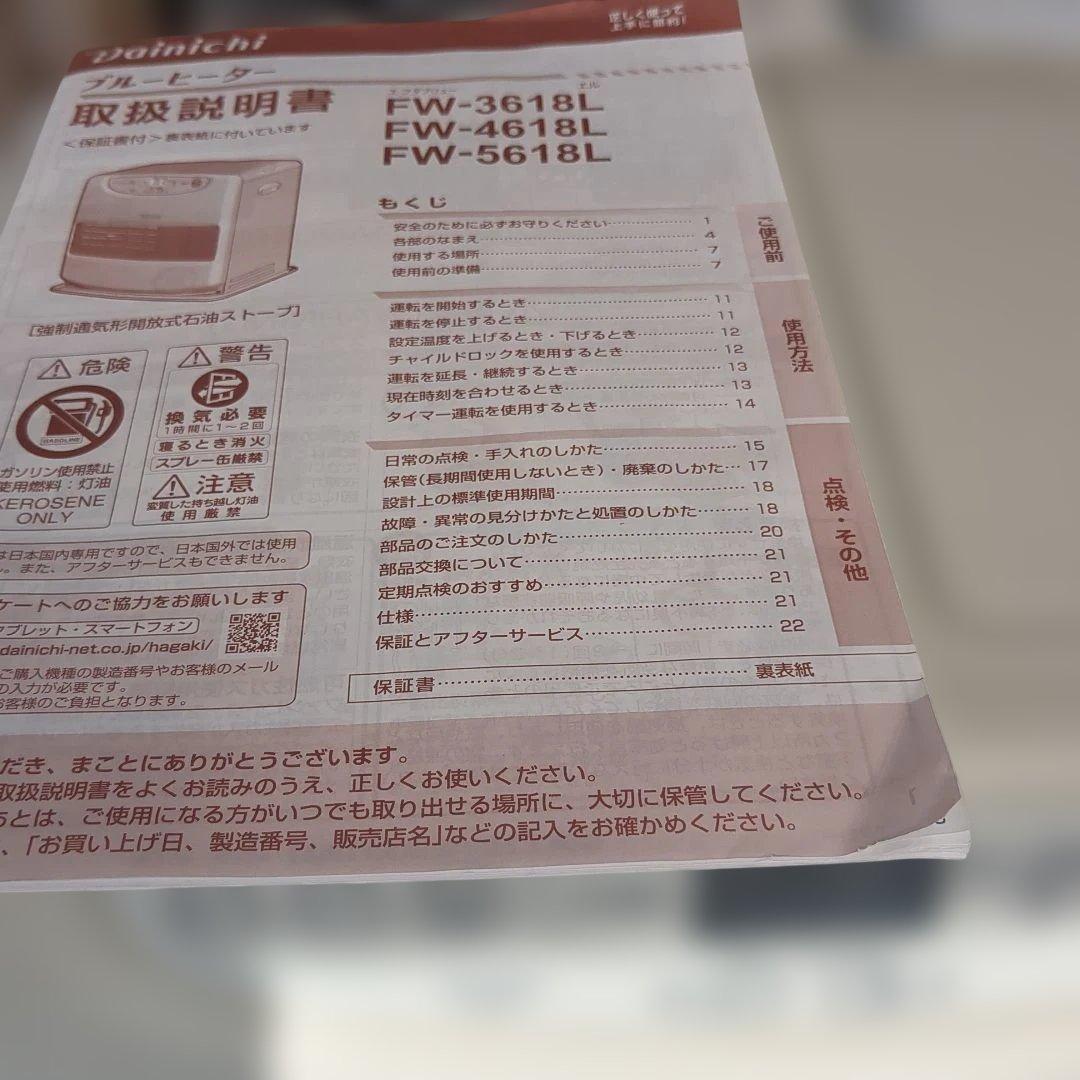 Dainichi
正しく使って
上手に節約!
ブルーヒーター
取扱説明書
<保証書付>裏表紙に付いています
FW-3618L
FW-4618L
FW-5618L
もくじ
安全のために必ずお守りください 1
各部のなまえ 4
使用する場所 7
使用前の準備 7
ご使用前
運転を開始するとき 11
運転を停止するとき 11
設定温度を上げるとき・下げるとき 12
チャイルドロックを使用するとき 12
運転を延長・継続するとき 13
現在時刻を合わせるとき 13
タイマー運転を使用するとき 14
使用方法
日常の点検・手入れのしかた 15
保管(長期間使用しないとき)・廃棄のしかた 17
設計上の標準使用期間 18
故障・異常の見分けかたと処置のしかた 18
部品のご注文のしかた 20
部品交換について 21
定期点検のおすすめ 21
仕様 21
保証とアフターサービス 22
点検・その他
保証書 裏表紙
[強制通気形開放式石油ストーブ]
危険
GASOLINE
ガソリン使用禁止
使用燃料:灯油
KEROSENE
ONLY
警告
換気必要
1時間に1〜2回
寝るとき消火
スプレー缶厳禁
注意
変質した持ち越し灯油
使用厳禁
は日本国内専用ですので、日本国外では使用
。また、アフターサービスもできません。
ケートへのご協力をお願いします
タブレット・スマートフォン
dainichi-net.co.jp/hagaki/
ご購入機種の製造番号やお客様のメール
の入力が必要です。
お客様のご負担となります。
だき、まことにありがとうございます。
取扱説明書をよくお読みのうえ、正しくお使いください。
あとは、ご使用になる方がいつでも取り出せる場所に、大切に保管してください。
、「お買い上げ日、製造番号、販売店名」などの記入をお確かめください。